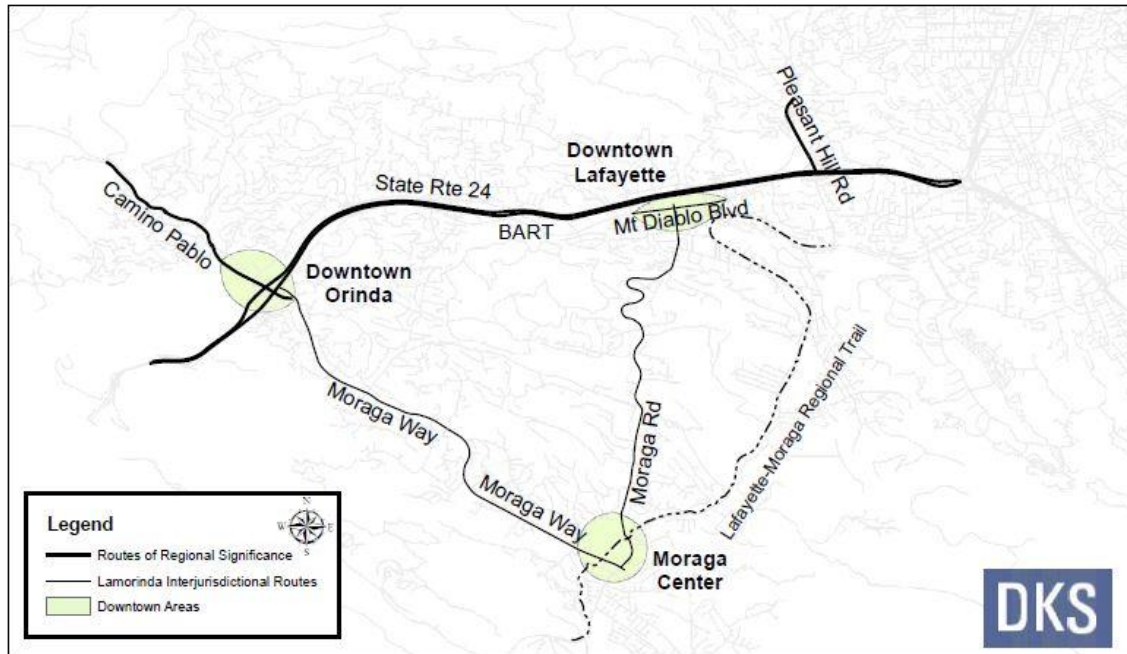 Pleasant Hill Rd
Downtown
Lafayette
State Rte 24
Camino Pablo
Mt Diablo Blvd
BART
Downtown
Orinda
Lafayette-Moraga Regional Trail
Moraga Way
Moraga Rd
Moraga Way
Moraga
Center
Legend
N
W E
S
Routes of Regional Significance
Lamorinda Interjurisdictional Routes
Downtown Areas
DKS